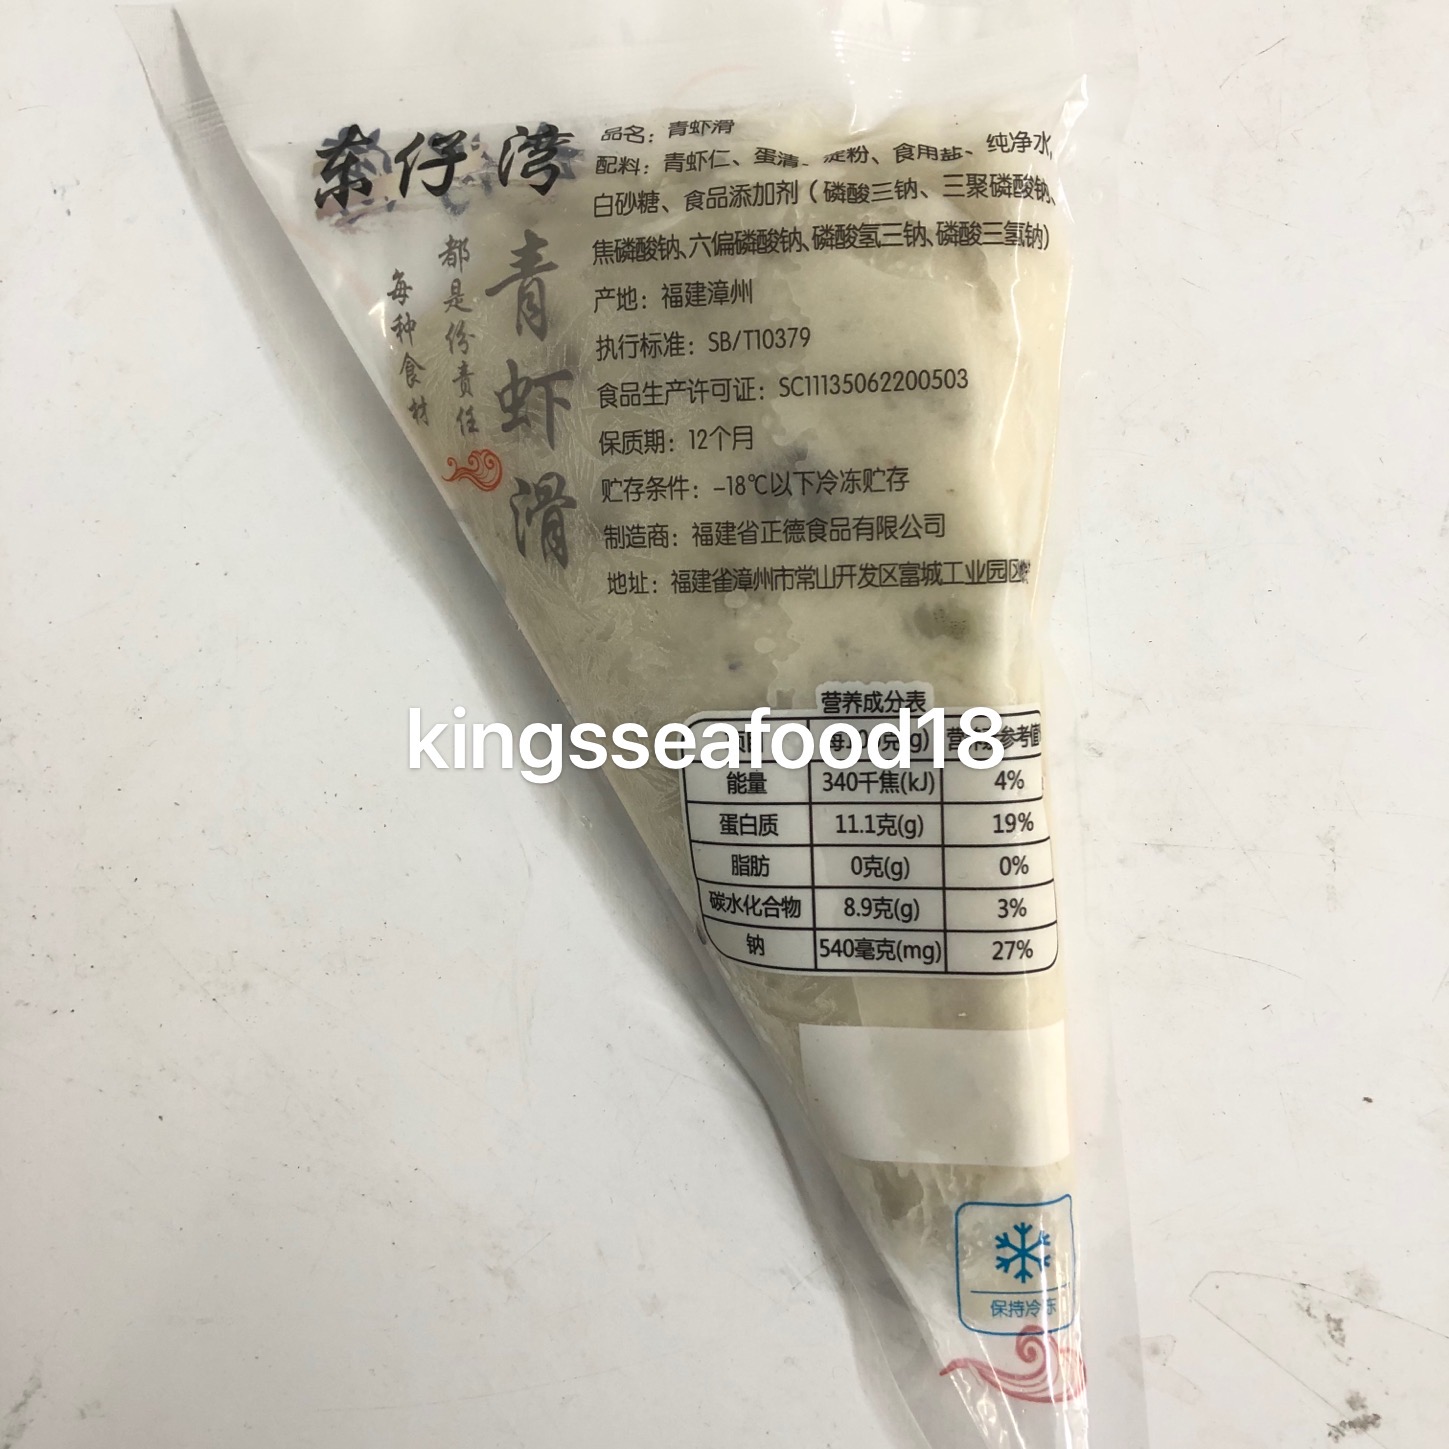 东仔湾
青虾滑
都是份责任
每种食材
品名：青虾滑
配料：青虾仁、蛋清、淀粉、食用盐、纯净水,
白砂糖、食品添加剂（磷酸三钠、三聚磷酸钠、
焦磷酸钠、六偏磷酸钠、磷酸氢三钠、磷酸三氢钠）
产地：福建漳州
执行标准：SB/T10379
食品生产许可证：SC11135062200503
保质期：12个月
贮存条件：-18℃以下冷冻贮存
制造商：福建省正德食品有限公司
地址：福建雀漳州市常山开发区富城工业园区
营养成分表
kingsseafood18
能量 340千焦(kJ) 4%
蛋白质 11.1克(g) 19%
脂肪 0克(g) 0%
碳水化合物 8.9克(g) 3%
钠 540毫克(mg) 27%
保持冷冻